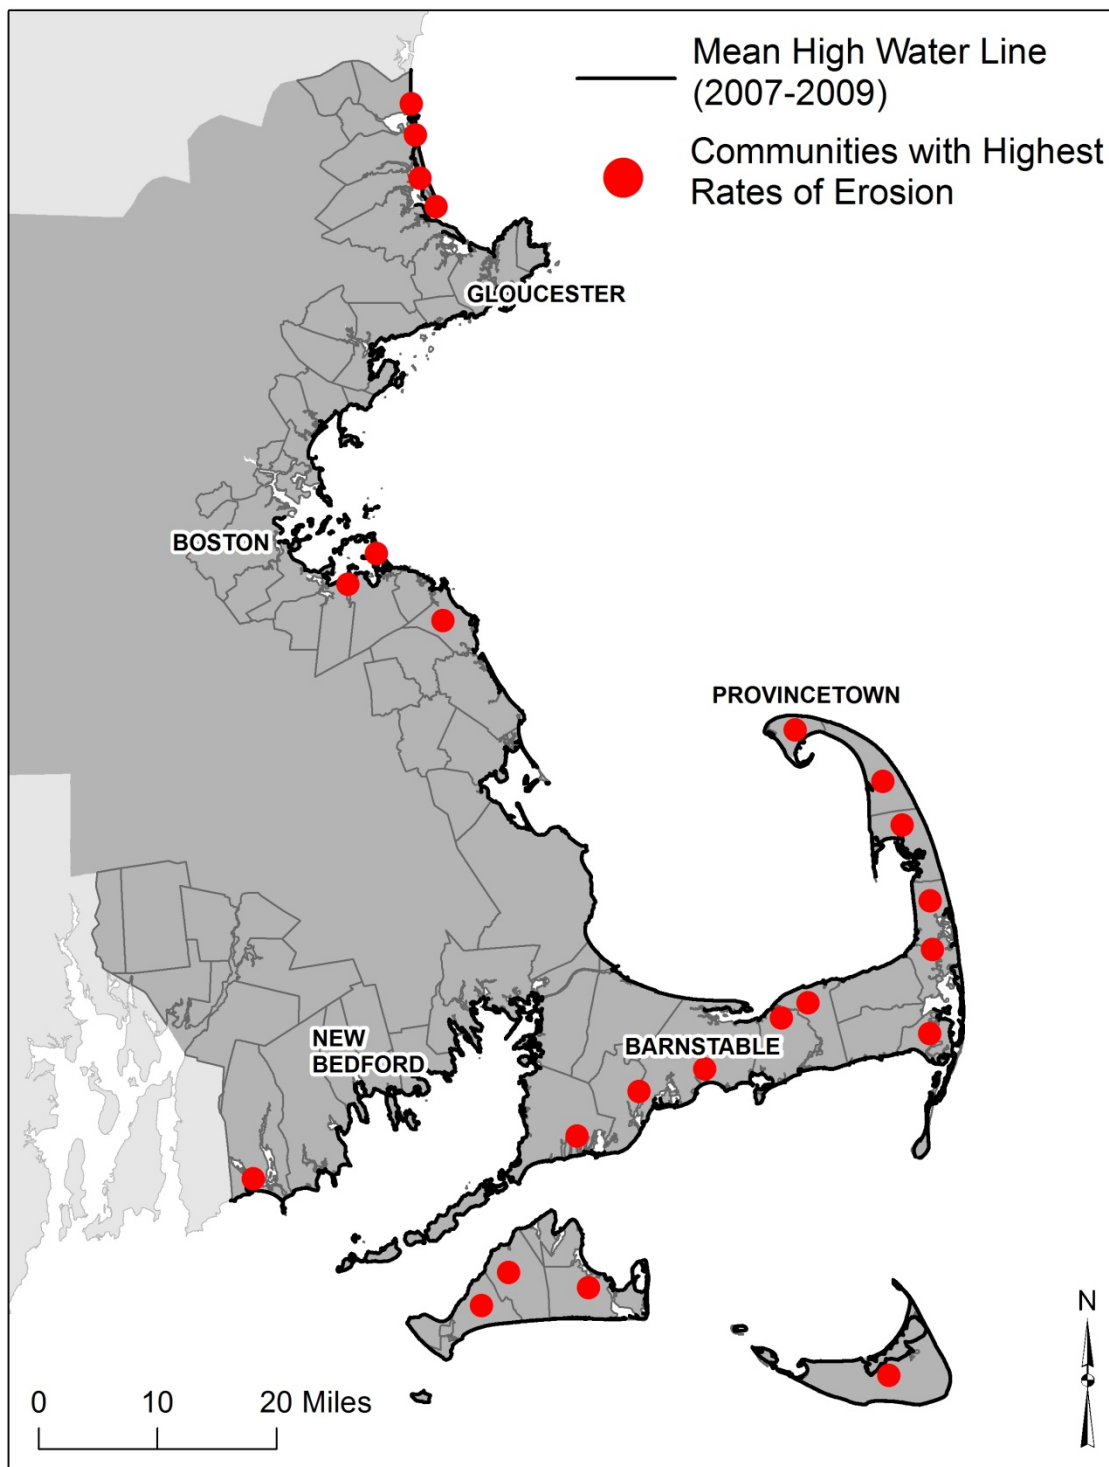 Mean High Water Line
(2007-2009)
Communities with Highest
Rates of Erosion
GLOUCESTER
BOSTON
PROVINCETOWN
NEW
BEDFORD
BARNSTABLE
N
0 10 20 Miles